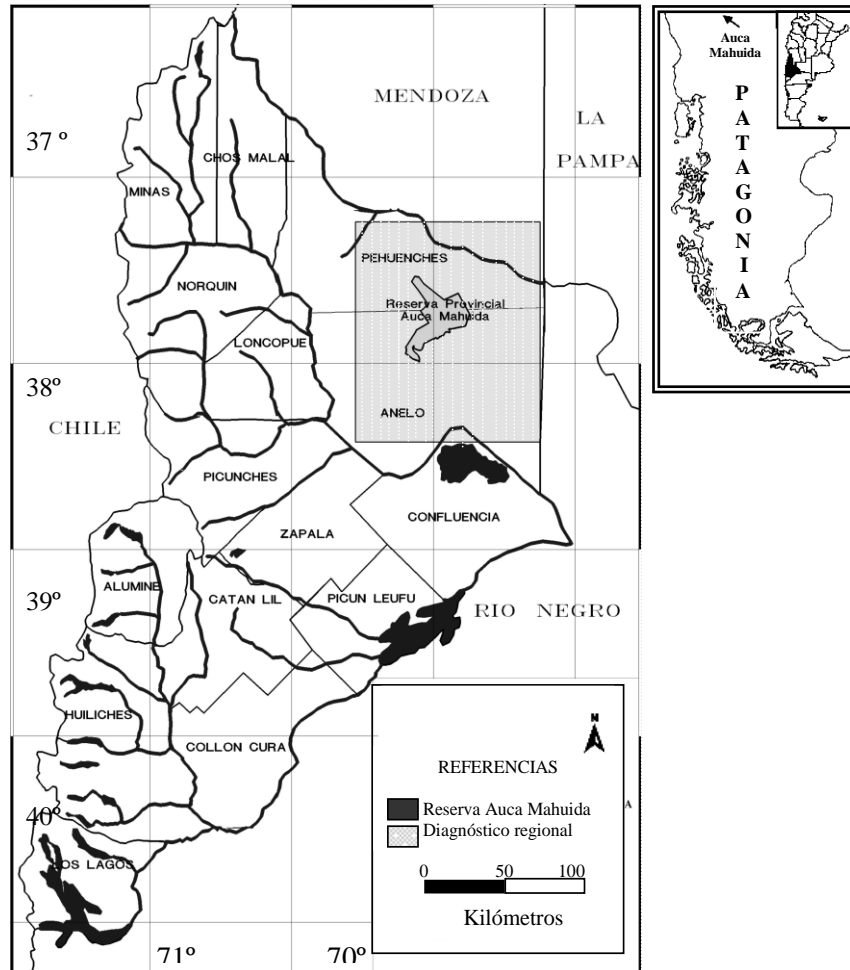 MENDOZA
LA
PAMPA
37 º
CHOS MALAL
MINAS
PEHUENCHES
NORQUIN
Reserva Provincial
Auca Mahuida
LONCOPUE
38º
CHILE
ANELO
PICUNCHES
CONFLUENCIA
ZAPALA
ALUMINE
39º
CATAN LIL
PICUN LEUFU
RIO NEGRO
HUILICHES
COLLON CURA
40º
LOS LAGOS
71º
70º
N
REFERENCIAS
Reserva Auca Mahuida
Diagnóstico regional
0 50 100
Kilómetros
A
Auca
Mahuida
PATAGONIA